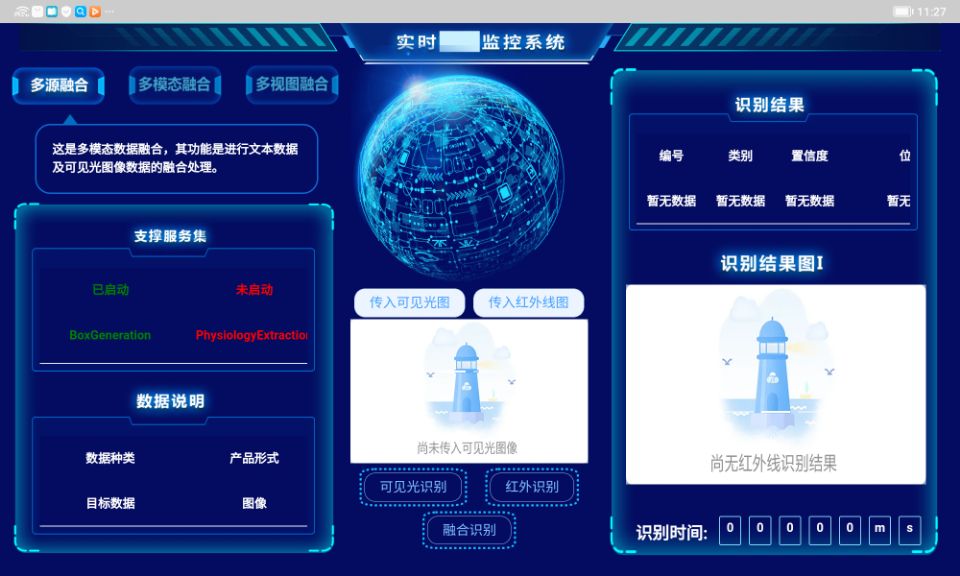 11:27
实时 监控系统
多源融合
多模态融合
多视图融合
这是多模态数据融合，其功能是进行文本数据
及可见光图像数据的融合处理。
支撑服务集
已启动 未启动
BoxGeneration PhysiologyExtraction
数据说明
数据种类 产品形式
目标数据 图像
传入可见光图 传入红外线图
尚未传入可见光图像
可见光识别 红外识别
融合识别
识别结果
编号 类别 置信度 位
暂无数据 暂无数据 暂无数据 暂无
识别结果图I
尚无红外线识别结果
识别时间: 0 0 0 0 0 m s